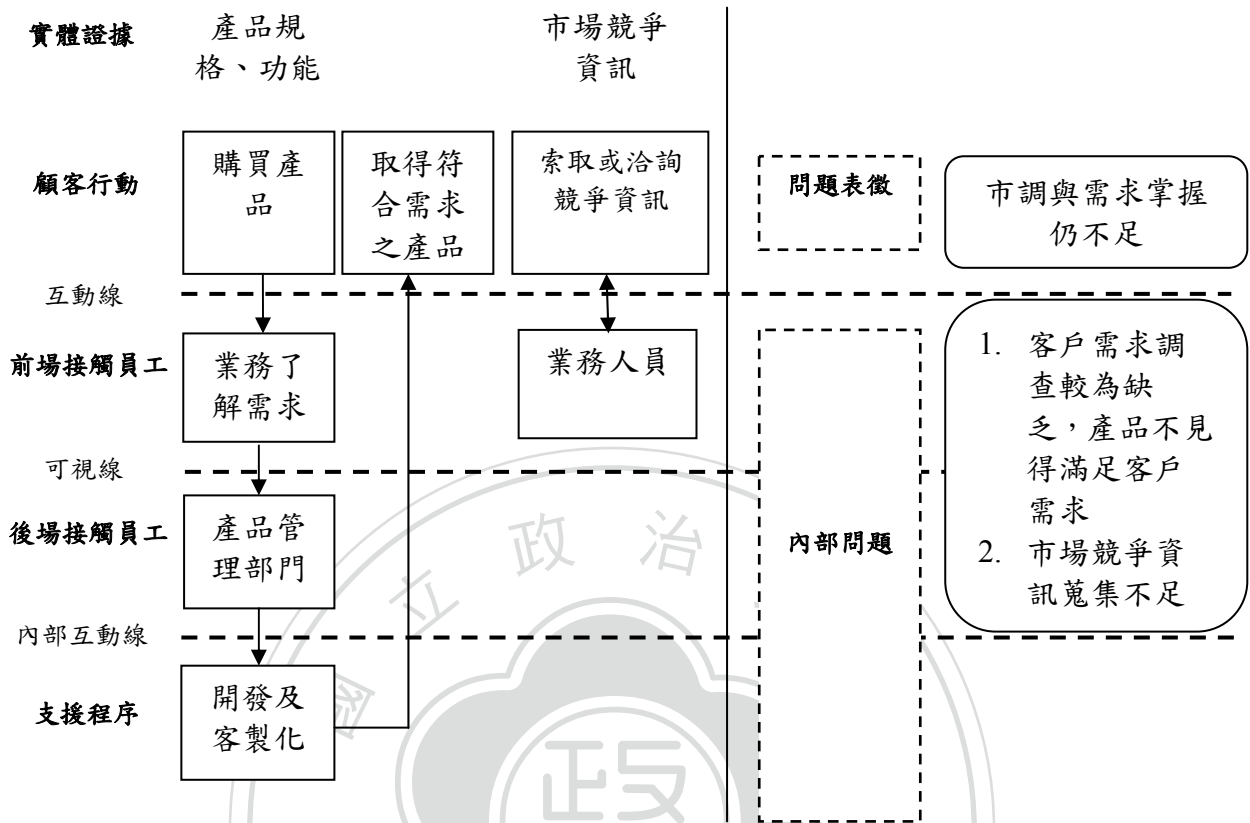 實體證據
產品規
格、功能
市場競爭
資訊
顧客行動
購買產
品
取得符
合需求
之產品
索取或洽詢
競爭資訊
問題表徵
市調與需求掌握
仍不足
互動線
前場接觸員工
業務了
解需求
業務人員
1. 客戶需求調
查較為缺
乏，產品不見
得滿足客戶
需求
2. 市場競爭資
訊蒐集不足
可視線
後場接觸員工
產品管
理部門
內部問題
內部互動線
支援程序
開發及
客製化
立 政 治
政